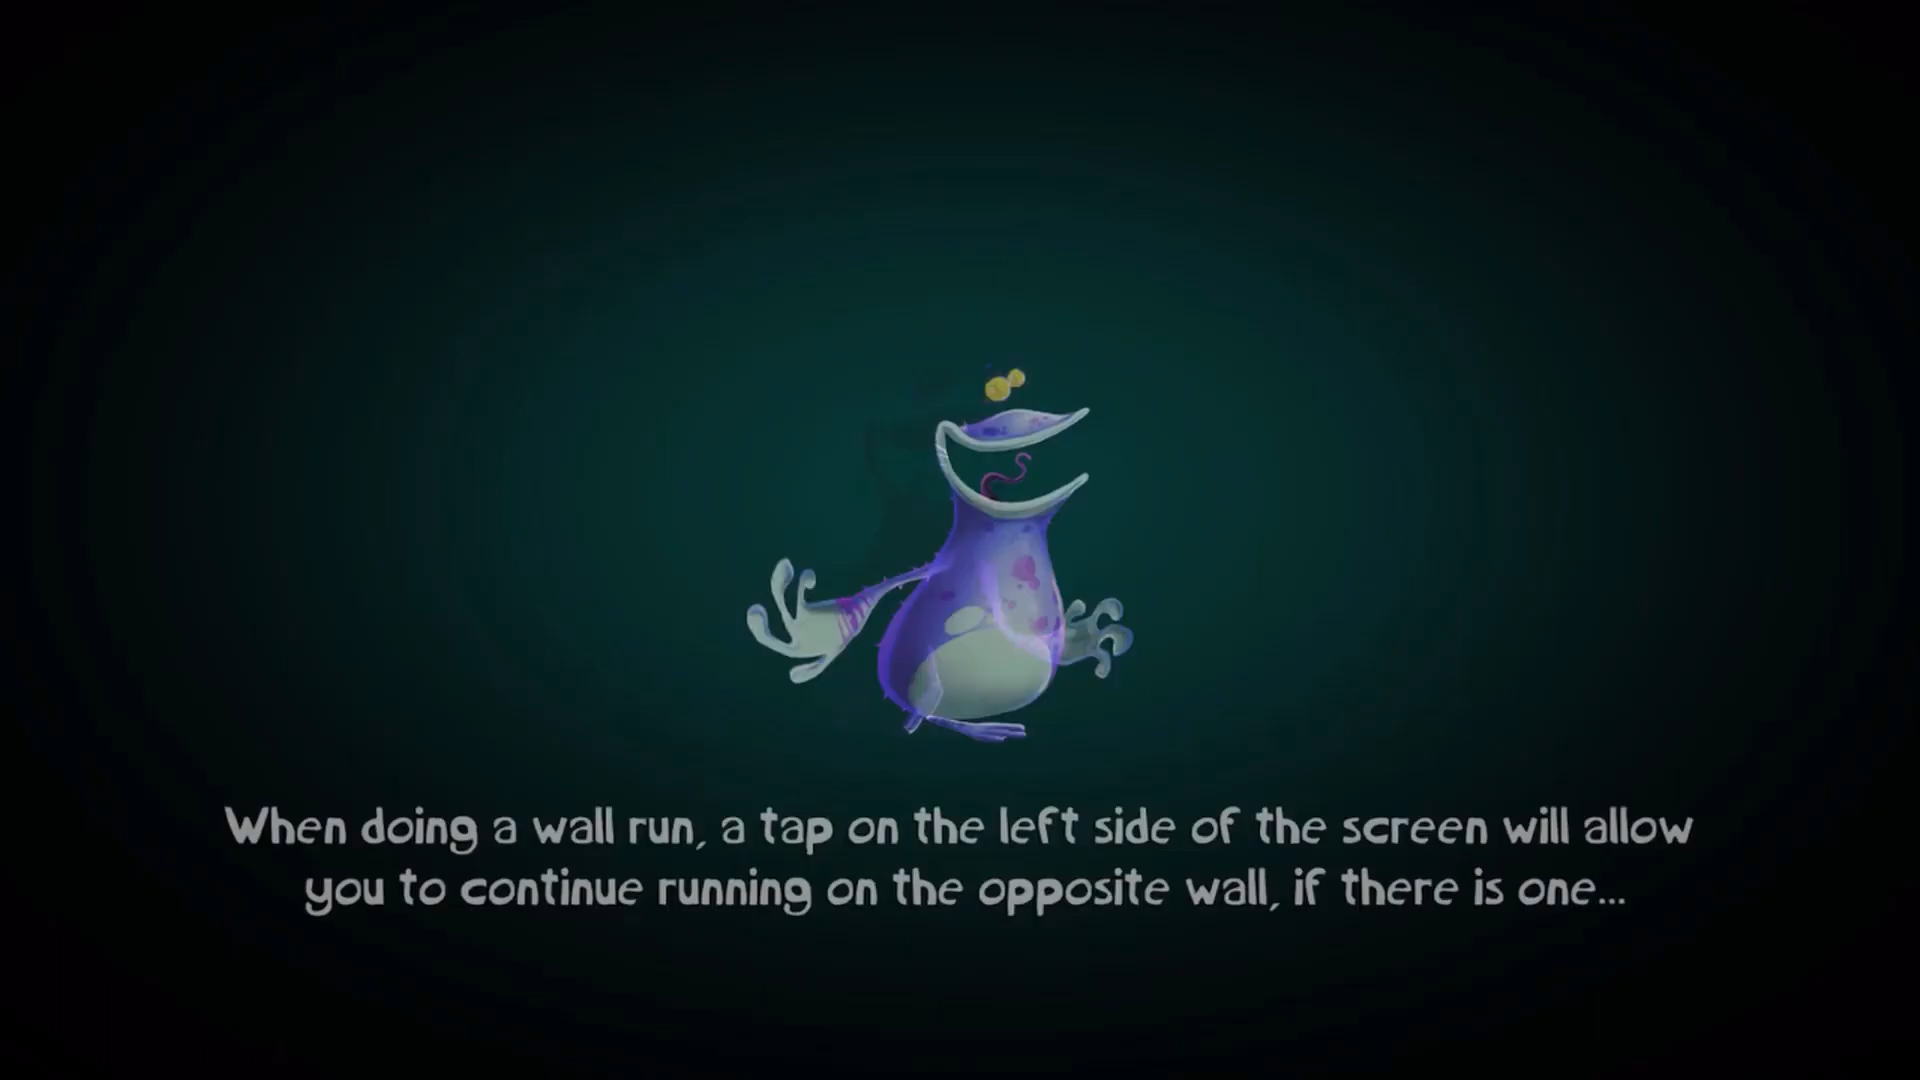 When doing a wall run, a tap on the left side of the screen will allow
you to continue running on the opposite wall, if there is one...